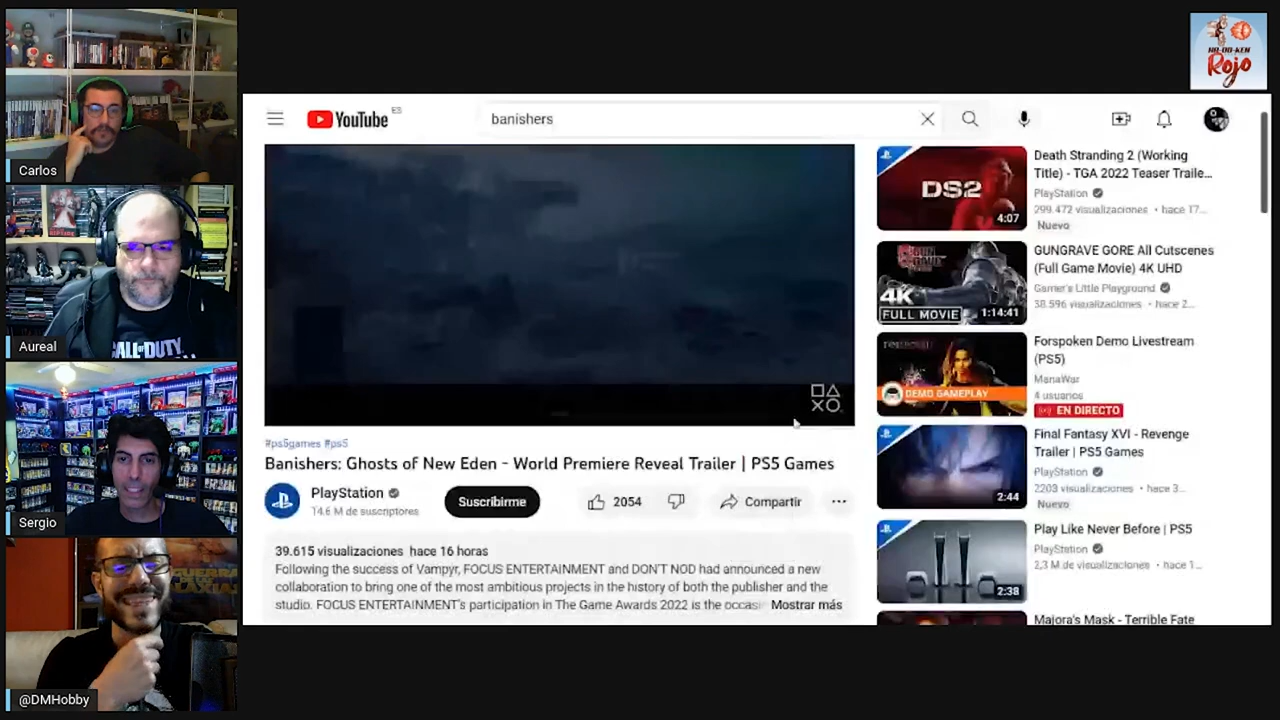 Carlos
Aureal
CALL OF DUTY
Sergio
@DMHobby
HA-DO-KEN
Rojo
YouTube ES
banishers
#ps5games #ps5
Banishers: Ghosts of New Eden - World Premiere Reveal Trailer | PS5 Games
PlayStation
14.6 M de suscriptores
Suscribirme
2054
Compartir
39.615 visualizaciones hace 16 horas
Following the success of Vampyr, FOCUS ENTERTAINMENT and DON'T NOD had announced a new
collaboration to bring one of the most ambitious projects in the history of both the publisher and the
studio. FOCUS ENTERTAINMENT's participation in The Game Awards 2022 is the occasi
Mostrar más
DS2
4:07
Death Stranding 2 (Working
Title) - TGA 2022 Teaser Traile...
PlayStation
299.472 visualizaciones • hace 17...
Nuevo
4K
FULL MOVIE
1:14:41
GUNGRAVE GORE All Cutscenes
(Full Game Movie) 4K UHD
Gamer's Little Playground
38.596 visualizaciones • hace 2...
DEMO GAMEPLAY
Forspoken Demo Livestream
(PS5)
ManaWar
4 usuarios
EN DIRECTO
2:44
Final Fantasy XVI - Revenge
Trailer | PS5 Games
PlayStation
2203 visualizaciones • hace 3...
Nuevo
2:38
Play Like Never Before | PS5
PlayStation
2,3 M de visualizaciones • hace 1...
Majora's Mask - Terrible Fate